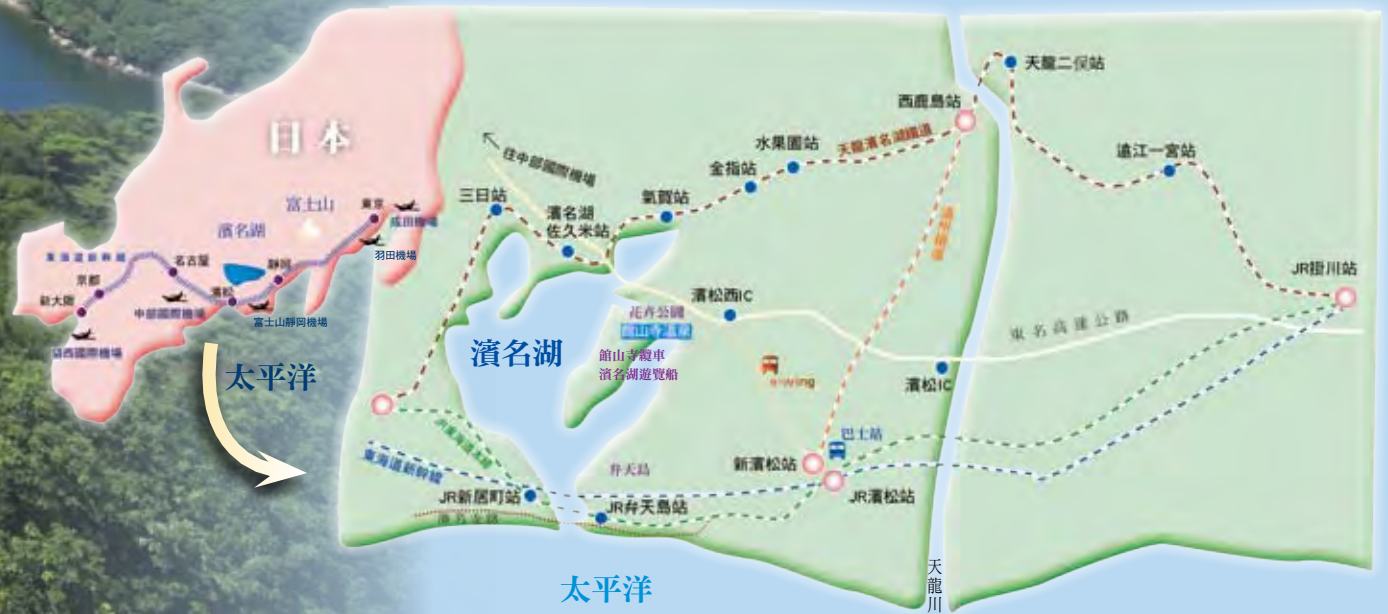 日本
富士山
東京
成田機場
羽田機場
濱名湖
東海道新幹線
名古屋
靜岡
京都
新大阪
濱松
中部國際機場
富士山靜岡機場
關西國際機場
太平洋
往中部國際機場
三日站
濱名湖
佐久米站
氣賀站
金指站
水果園站
天龍濱名湖鐵道
西鹿島站
天龍二俣站
遠江一宮站
JR掛川站
濱松西IC
花卉公園
館山寺溫泉
館山寺纜車
濱名湖遊覽船
濱名湖
e-wing
東名高速公路
濱松IC
巴士站
新濱松站
JR濱松站
東海道新幹線
弁天島
JR新居町站
JR弁天島站
太平洋
天龍川